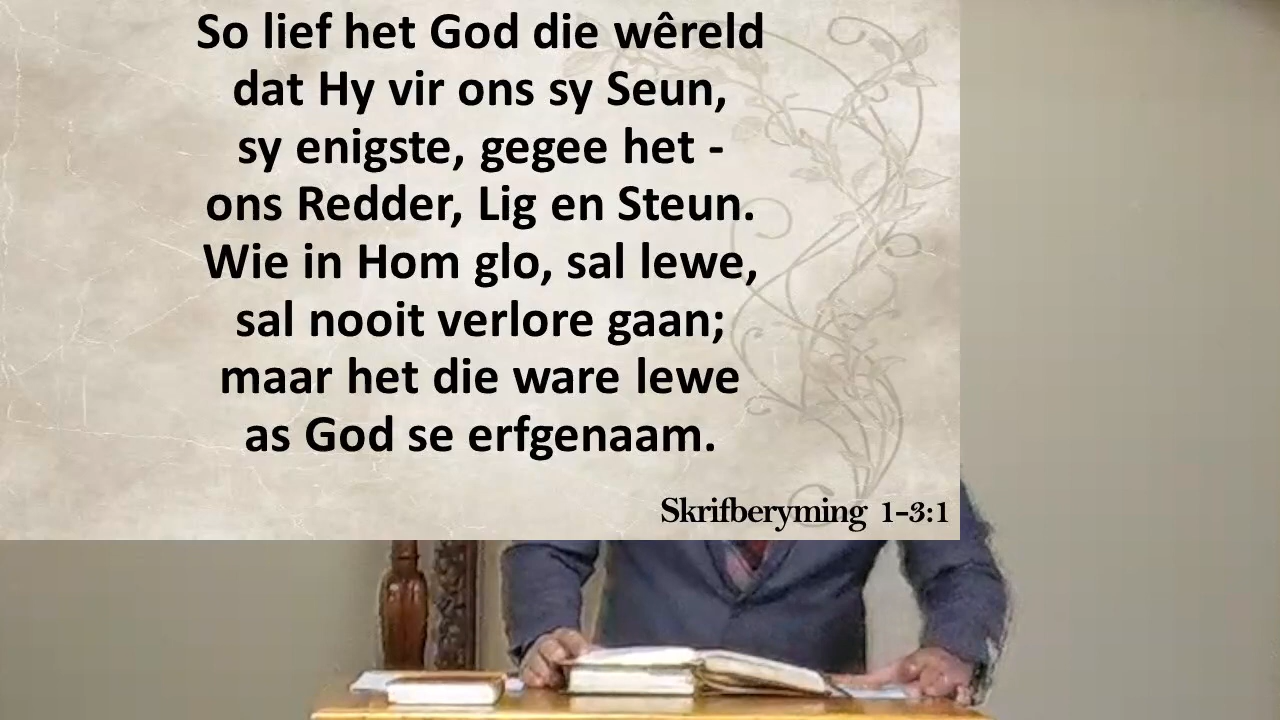 So lief het God die wêreld
dat Hy vir ons sy Seun,
sy enigste, gegee het -
ons Redder, Lig en Steun.
Wie in Hom glo, sal lewe,
sal nooit verlore gaan;
maar het die ware lewe
as God se erfgenaam.
Skrifberyming 1-3:1